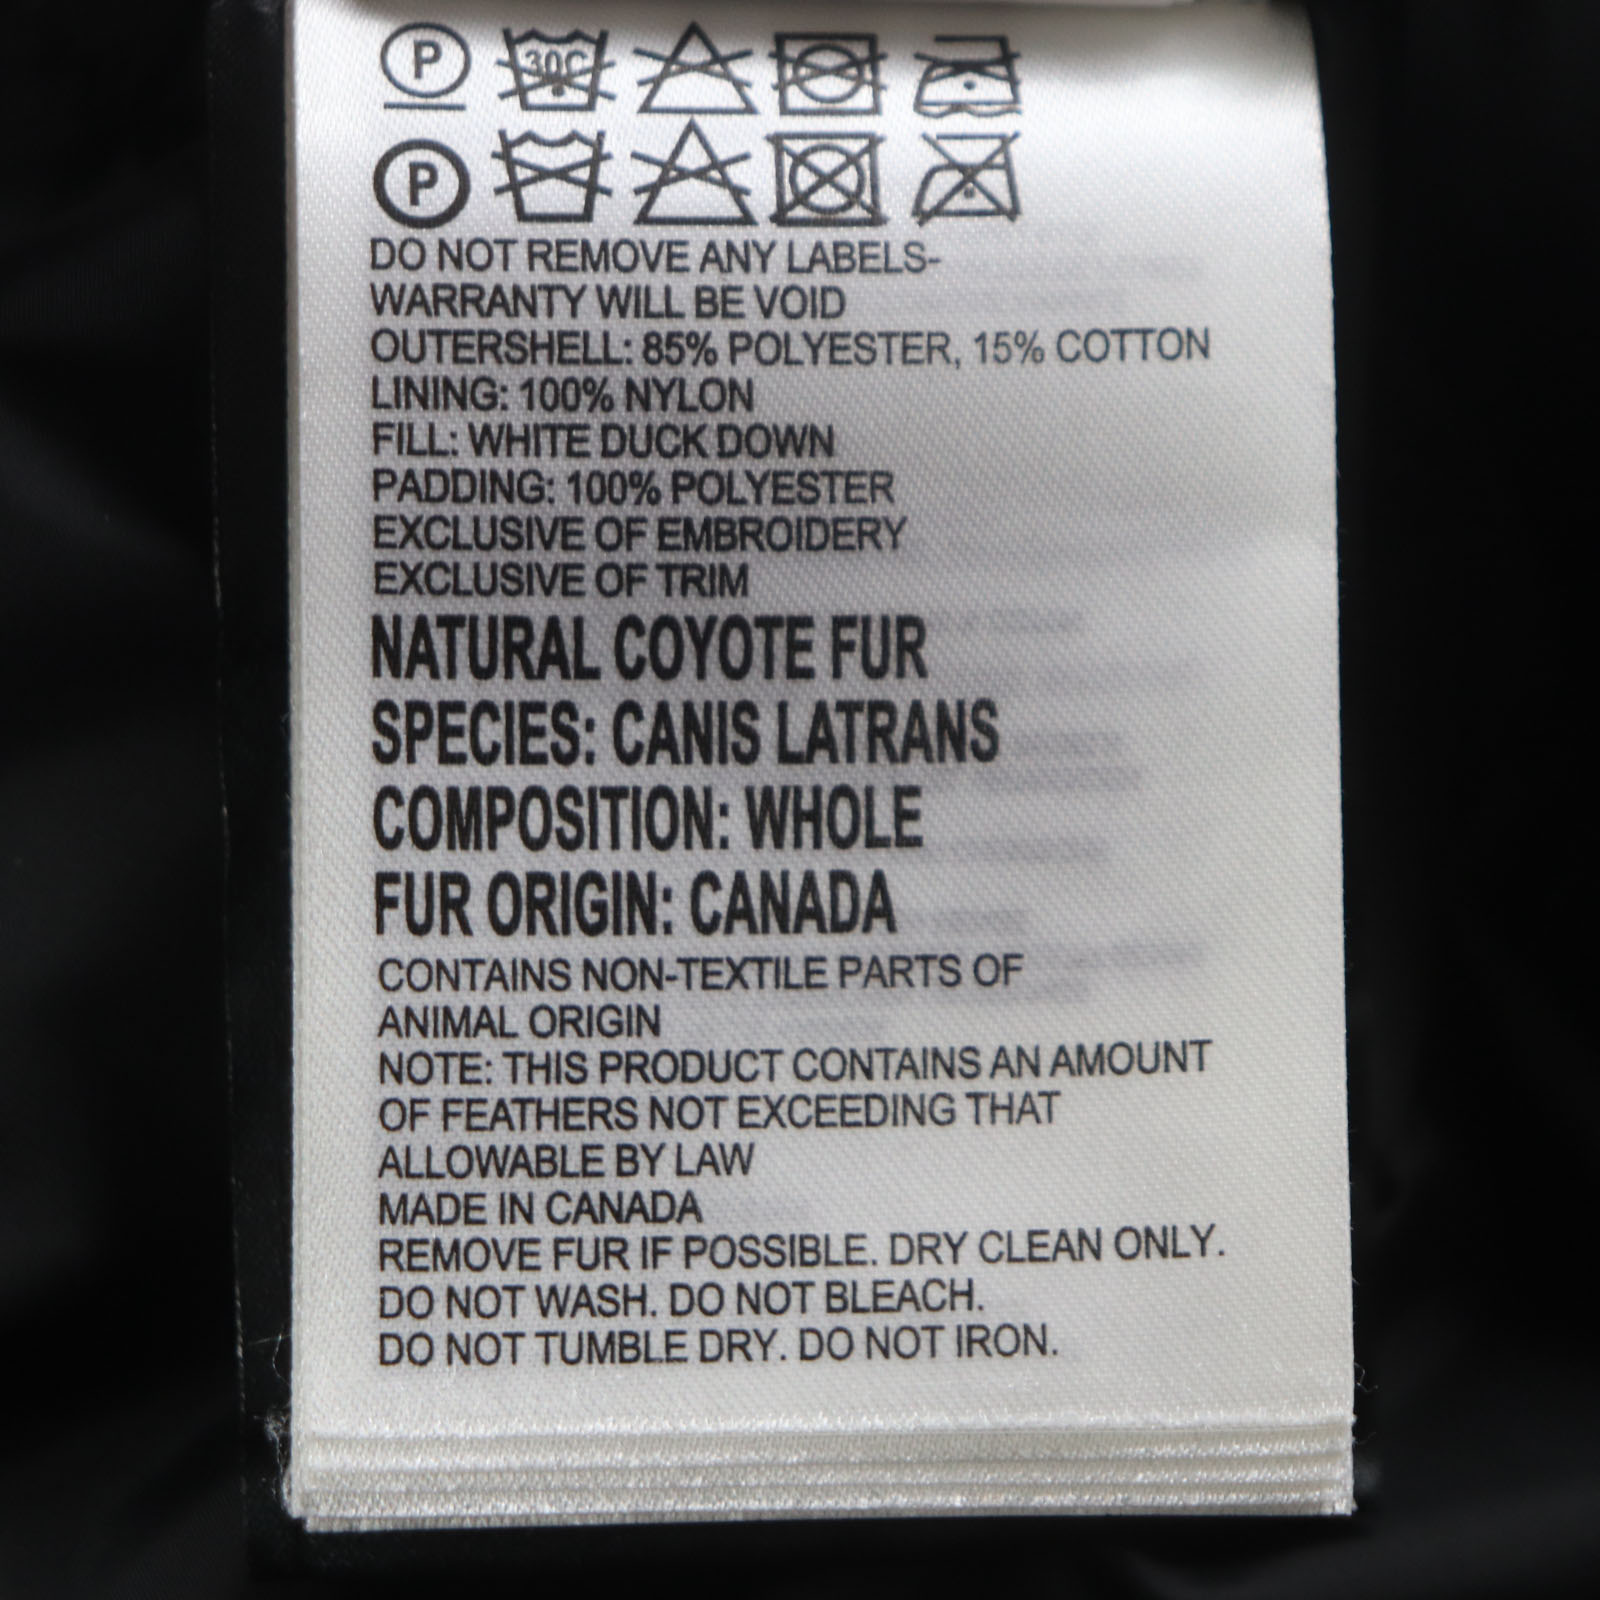 P 30C
P
DO NOT REMOVE ANY LABELS-
WARRANTY WILL BE VOID
OUTERSHELL: 85% POLYESTER, 15% COTTON
LINING: 100% NYLON
FILL: WHITE DUCK DOWN
PADDING: 100% POLYESTER
EXCLUSIVE OF EMBROIDERY
EXCLUSIVE OF TRIM
NATURAL COYOTE FUR
SPECIES: CANIS LATRANS
COMPOSITION: WHOLE
FUR ORIGIN: CANADA
CONTAINS NON-TEXTILE PARTS OF
ANIMAL ORIGIN
NOTE: THIS PRODUCT CONTAINS AN AMOUNT
OF FEATHERS NOT EXCEEDING THAT
ALLOWABLE BY LAW
MADE IN CANADA
REMOVE FUR IF POSSIBLE. DRY CLEAN ONLY.
DO NOT WASH. DO NOT BLEACH.
DO NOT TUMBLE DRY. DO NOT IRON.